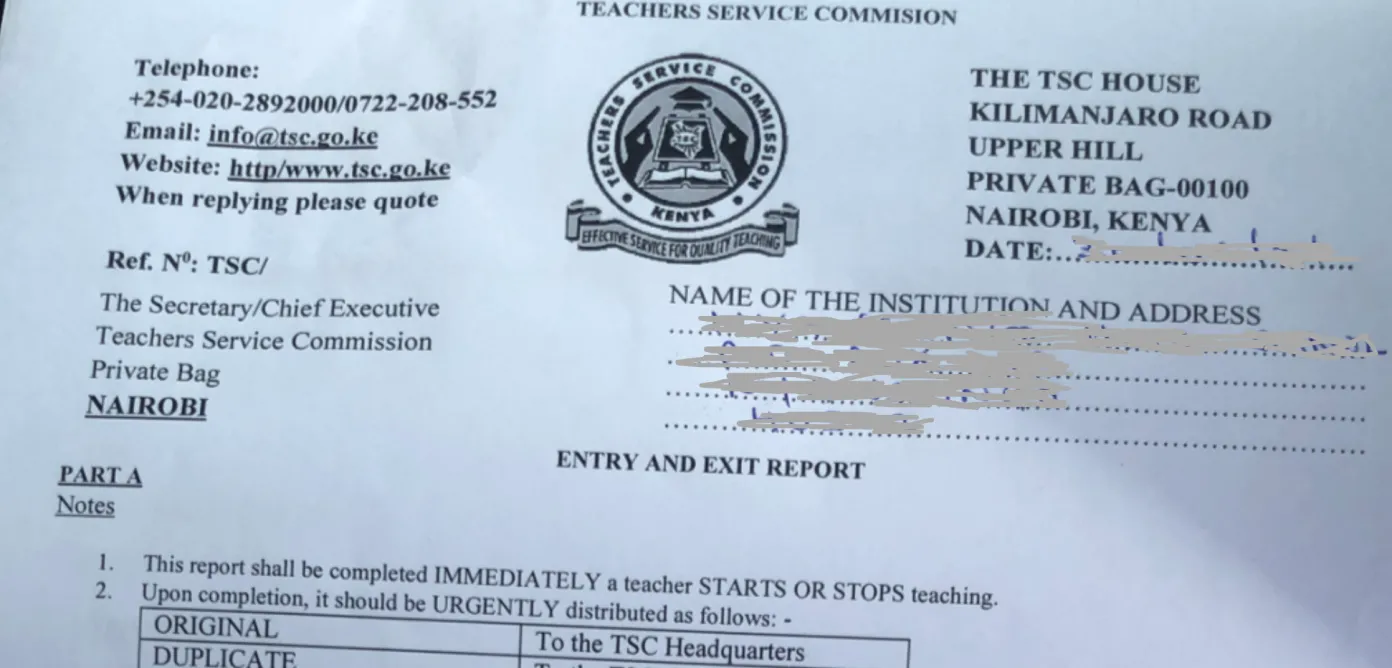 TEACHERS SERVICE COMMISION
Telephone:
+254-020-2892000/0722-208-552
Email: info@tsc.go.ke
Website: http/www.tsc.go.ke
When replying please quote
Ref. Nº: TSC/
The Secretary/Chief Executive
Teachers Service Commission
Private Bag
NAIROBI
TEACHERS SERVICE COMMISSION
TSC
KENYA
EFFECTIVE SERVICE FOR QUALITY TEACHING
THE TSC HOUSE
KILIMANJARO ROAD
UPPER HILL
PRIVATE BAG-00100
NAIROBI, KENYA
DATE:
NAME OF THE INSTITUTION AND ADDRESS
ENTRY AND EXIT REPORT
PART A
Notes
1. This report shall be completed IMMEDIATELY a teacher STARTS OR STOPS teaching.
2. Upon completion, it should be URGENTLY distributed as follows: -
ORIGINAL To the TSC Headquarters
DUPLICATE To the